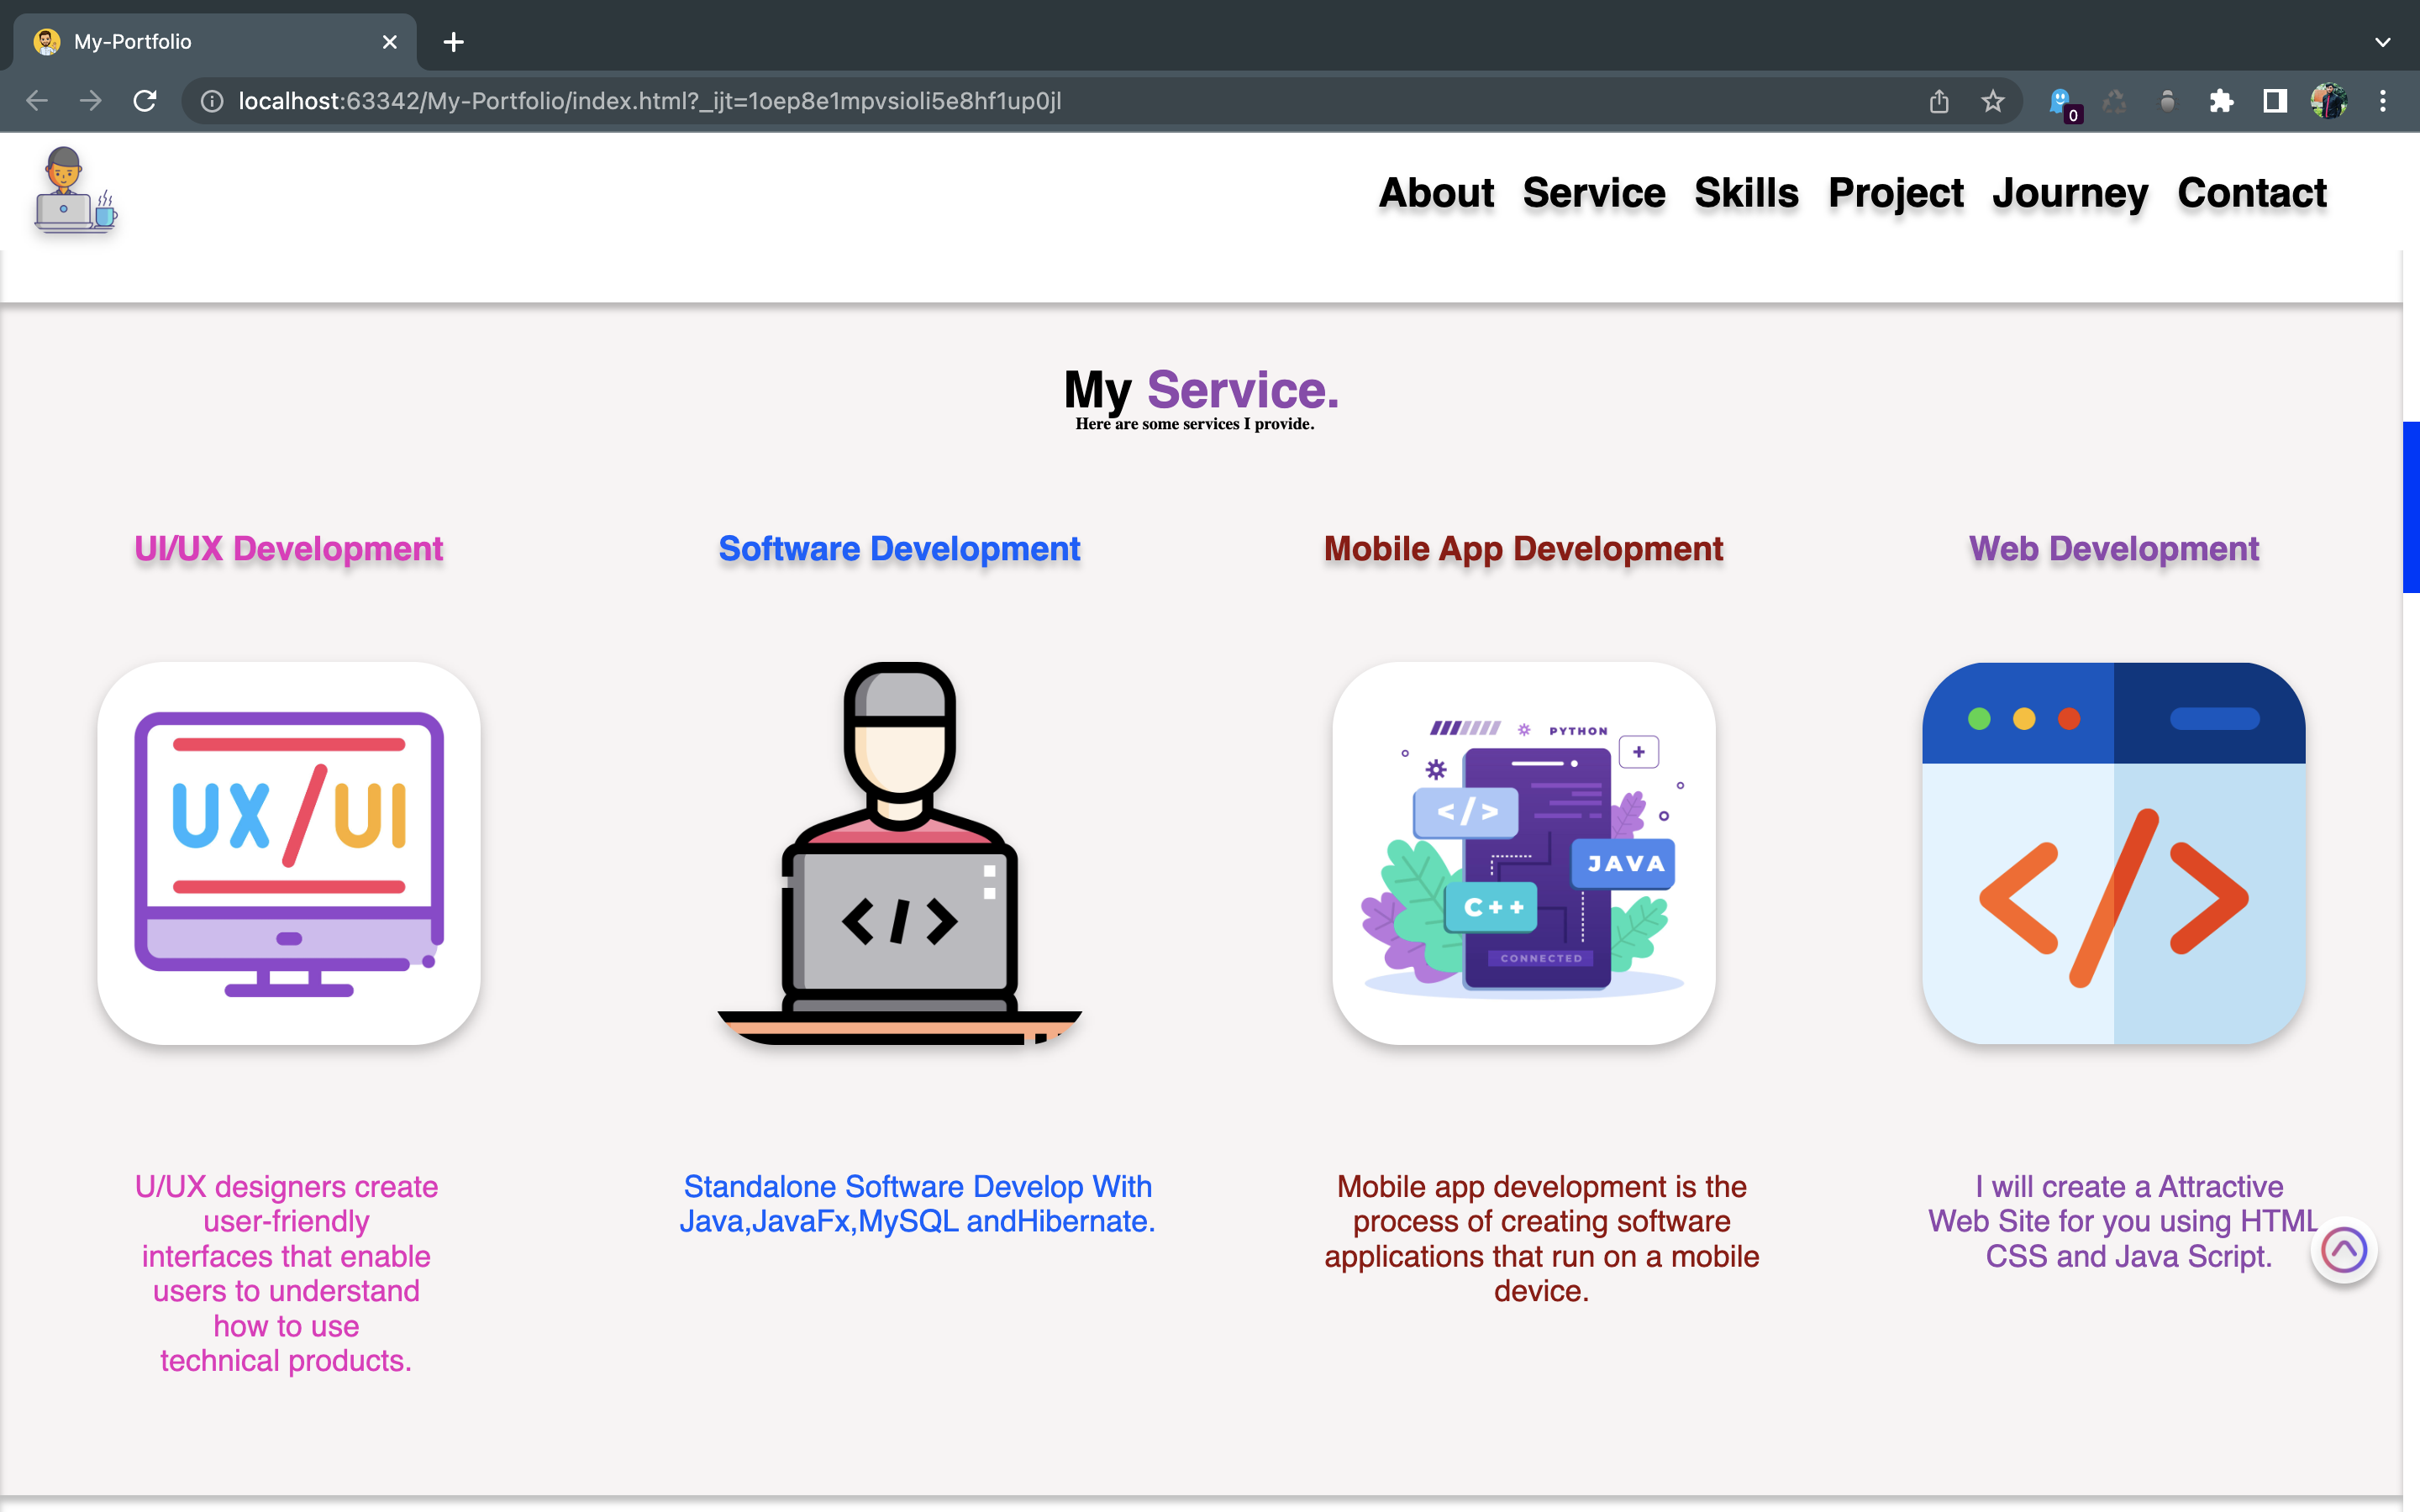 My-Portfolio
localhost:63342/My-Portfolio/index.html?_ijt=1oep8e1mpvsioli5e8hf1up0jl
0
About Service Skills Project Journey Contact
My Service.
Here are some services I provide.
UI/UX Development
Software Development
Mobile App Development
Web Development
UX/UI
</>
PYTHON
</>
JAVA
C++
CONNECTED
</>
U/UX designers create
user-friendly
interfaces that enable
users to understand
how to use
technical products.
Standalone Software Develop With
Java,JavaFx,MySQL andHibernate.
Mobile app development is the
process of creating software
applications that run on a mobile
device.
I will create a Attractive
Web Site for you using HTML
CSS and Java Script.